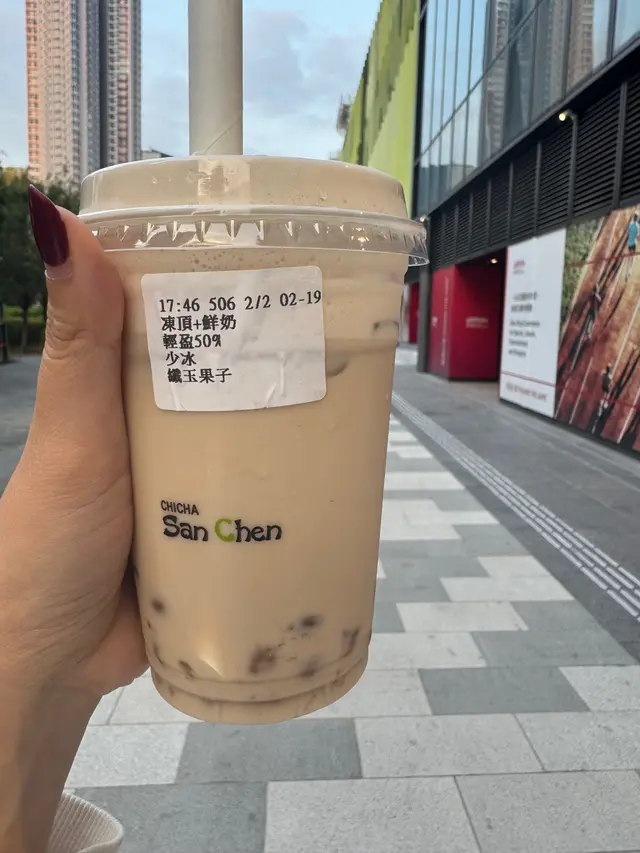 17:46 506 2/2 02-19
凍頂+鮮奶
輕盈50%
少冰
纖玉果子
CHICHA
San Chen